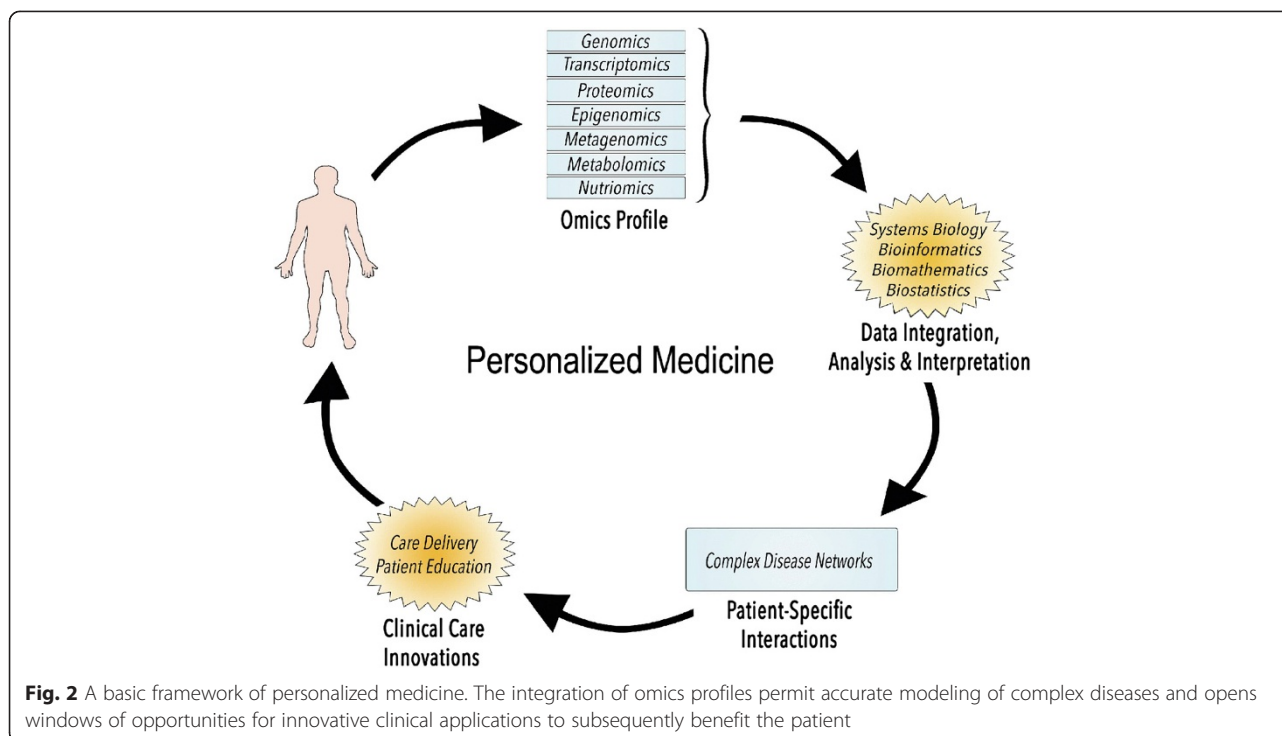 Genomics
Transcriptomics
Proteomics
Epigenomics
Metagenomics
Metabolomics
Nutriomics
Omics Profile
Systems Biology
Bioinformatics
Biomathematics
Biostatistics
Data Integration,
Analysis & Interpretation
Personalized Medicine
Complex Disease Networks
Patient-Specific
Interactions
Care Delivery
Patient Education
Clinical Care
Innovations
Fig. 2 A basic framework of personalized medicine. The integration of omics profiles permit accurate modeling of complex diseases and opens
windows of opportunities for innovative clinical applications to subsequently benefit the patient